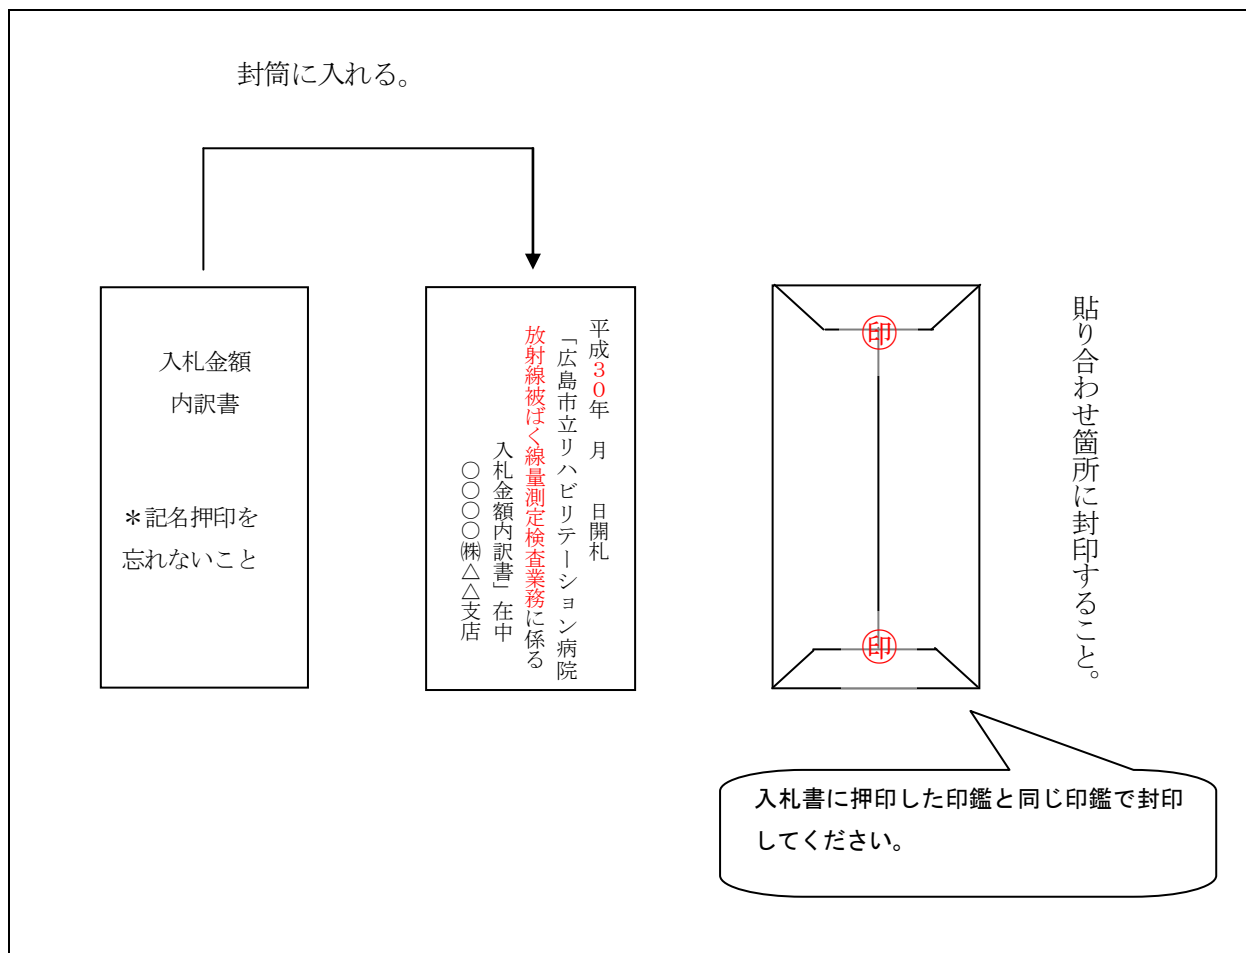 封筒に入れる。
入札金額
内訳書
＊記名押印を
忘れないこと
平成３０年　月　　日開札
「広島市立リハビリテーション病院
放射線被ばく線量測定検査業務に係る
入札金額内訳書」在中
〇〇〇〇㈱△△支店
印
印
貼り合わせ箇所に封印すること。
入札書に押印した印鑑と同じ印鑑で封印
してください。